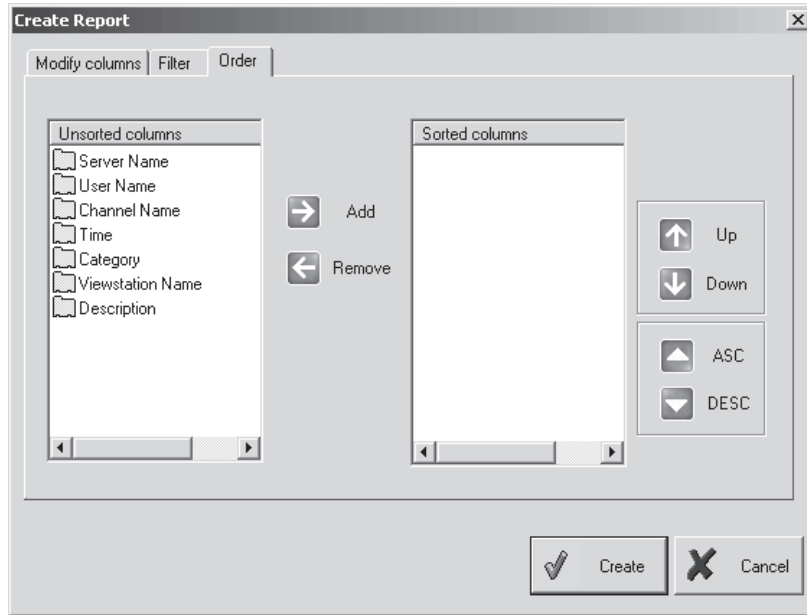 Create Report
Modify columns
Filter
Order
Unsorted columns
Server Name
User Name
Channel Name
Time
Category
Viewstation Name
Description
Add
Remove
Sorted columns
Up
Down
ASC
DESC
Create
Cancel